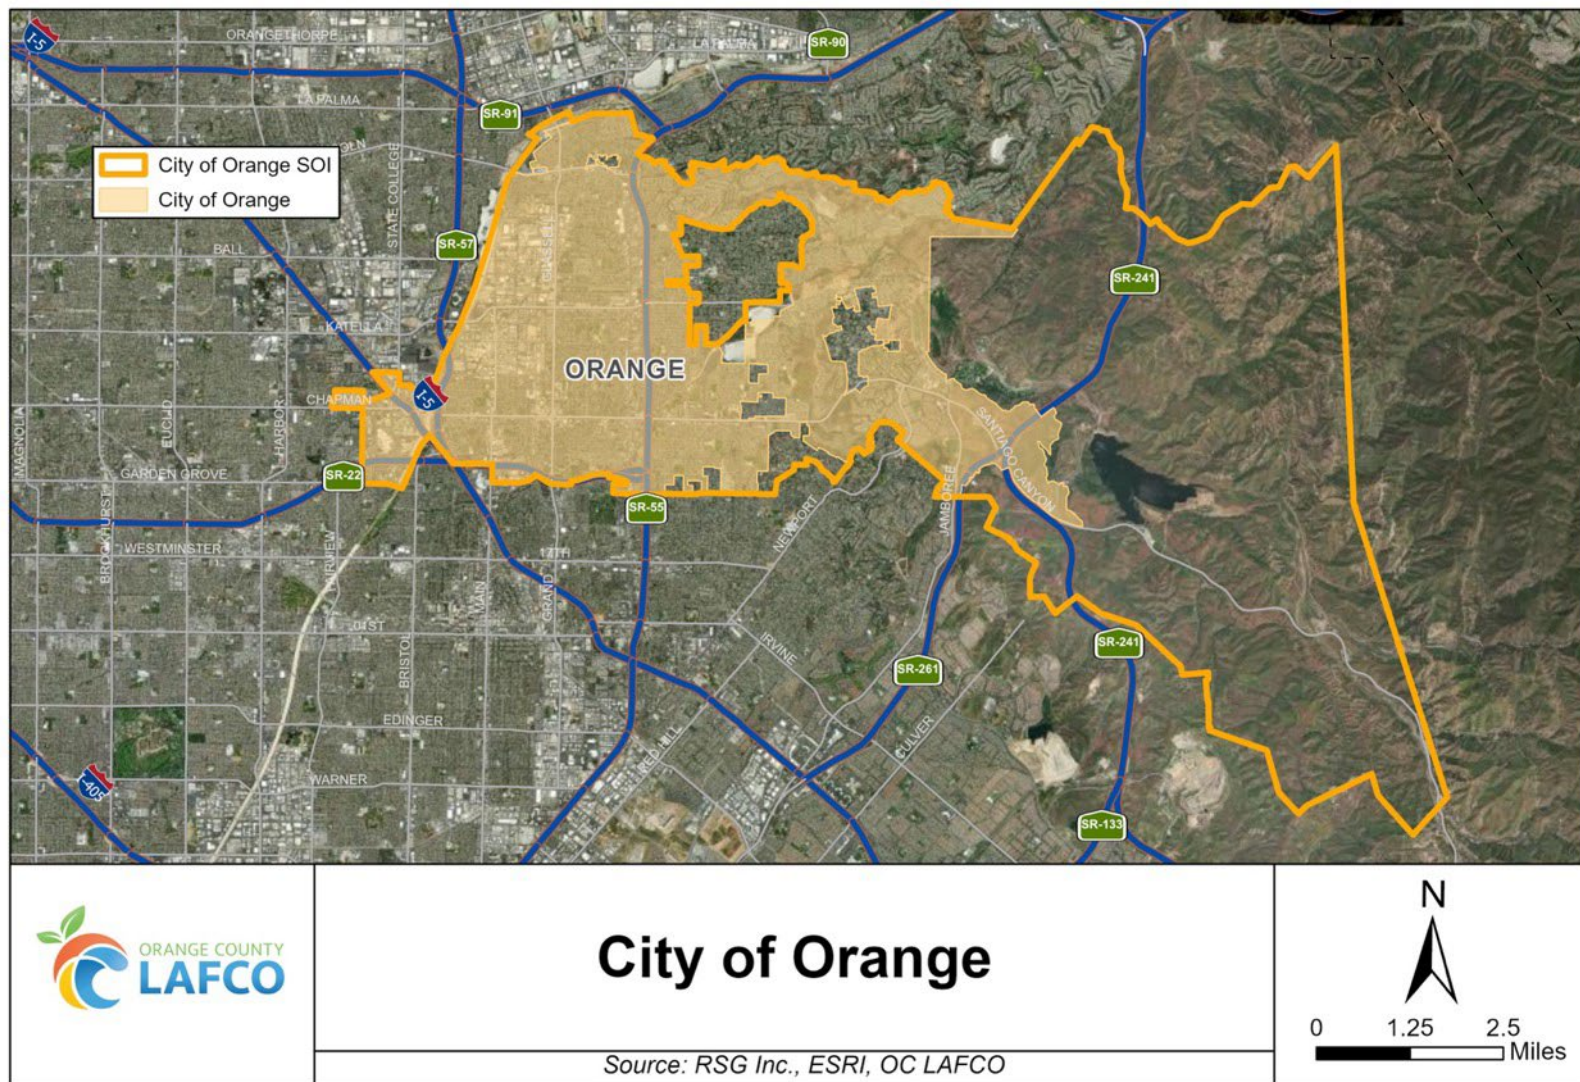 I-5
ORANGETHORPE
LA PALMA
SR-90
LA PALMA
SR-91
City of Orange SOI
City of Orange
STATE COLLEGE
BALL
SR-57
GLASSELL
SR-241
KATELLA
ORANGE
I-5
CHAPMAN
MAGNOLIA
EUCLID
HARBOR
SANTIAGO CANYON
GARDEN GROVE
SR-22
BROOKHURST
SR-55
NEWPORT
JAMBOREE
WESTMINSTER
FAIRVIEW
17TH
MAIN
GRAND
01ST
BRISTOL
IRVINE
SR-241
SR-261
EDINGER
RED HILL
CULVER
WARNER
I-405
SR-133
ORANGE COUNTY
LAFCO
City of Orange
Source: RSG Inc., ESRI, OC LAFCO
N
0 1.25 2.5
Miles